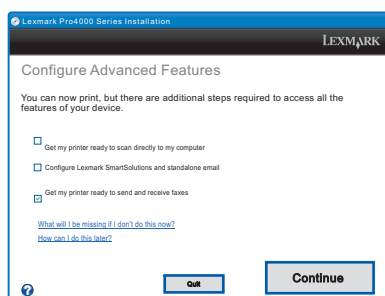 Lexmark Pro4000 Series Installation
LEXMARK
Configure Advanced Features
You can now print, but there are additional steps required to access all the
features of your device.
Get my printer ready to scan directly to my computer
Configure Lexmark SmartSolutions and standalone email
Get my printer ready to send and receive faxes
What will I be missing if I don't do this now?
How can I do this later?
?
Quit
Continue